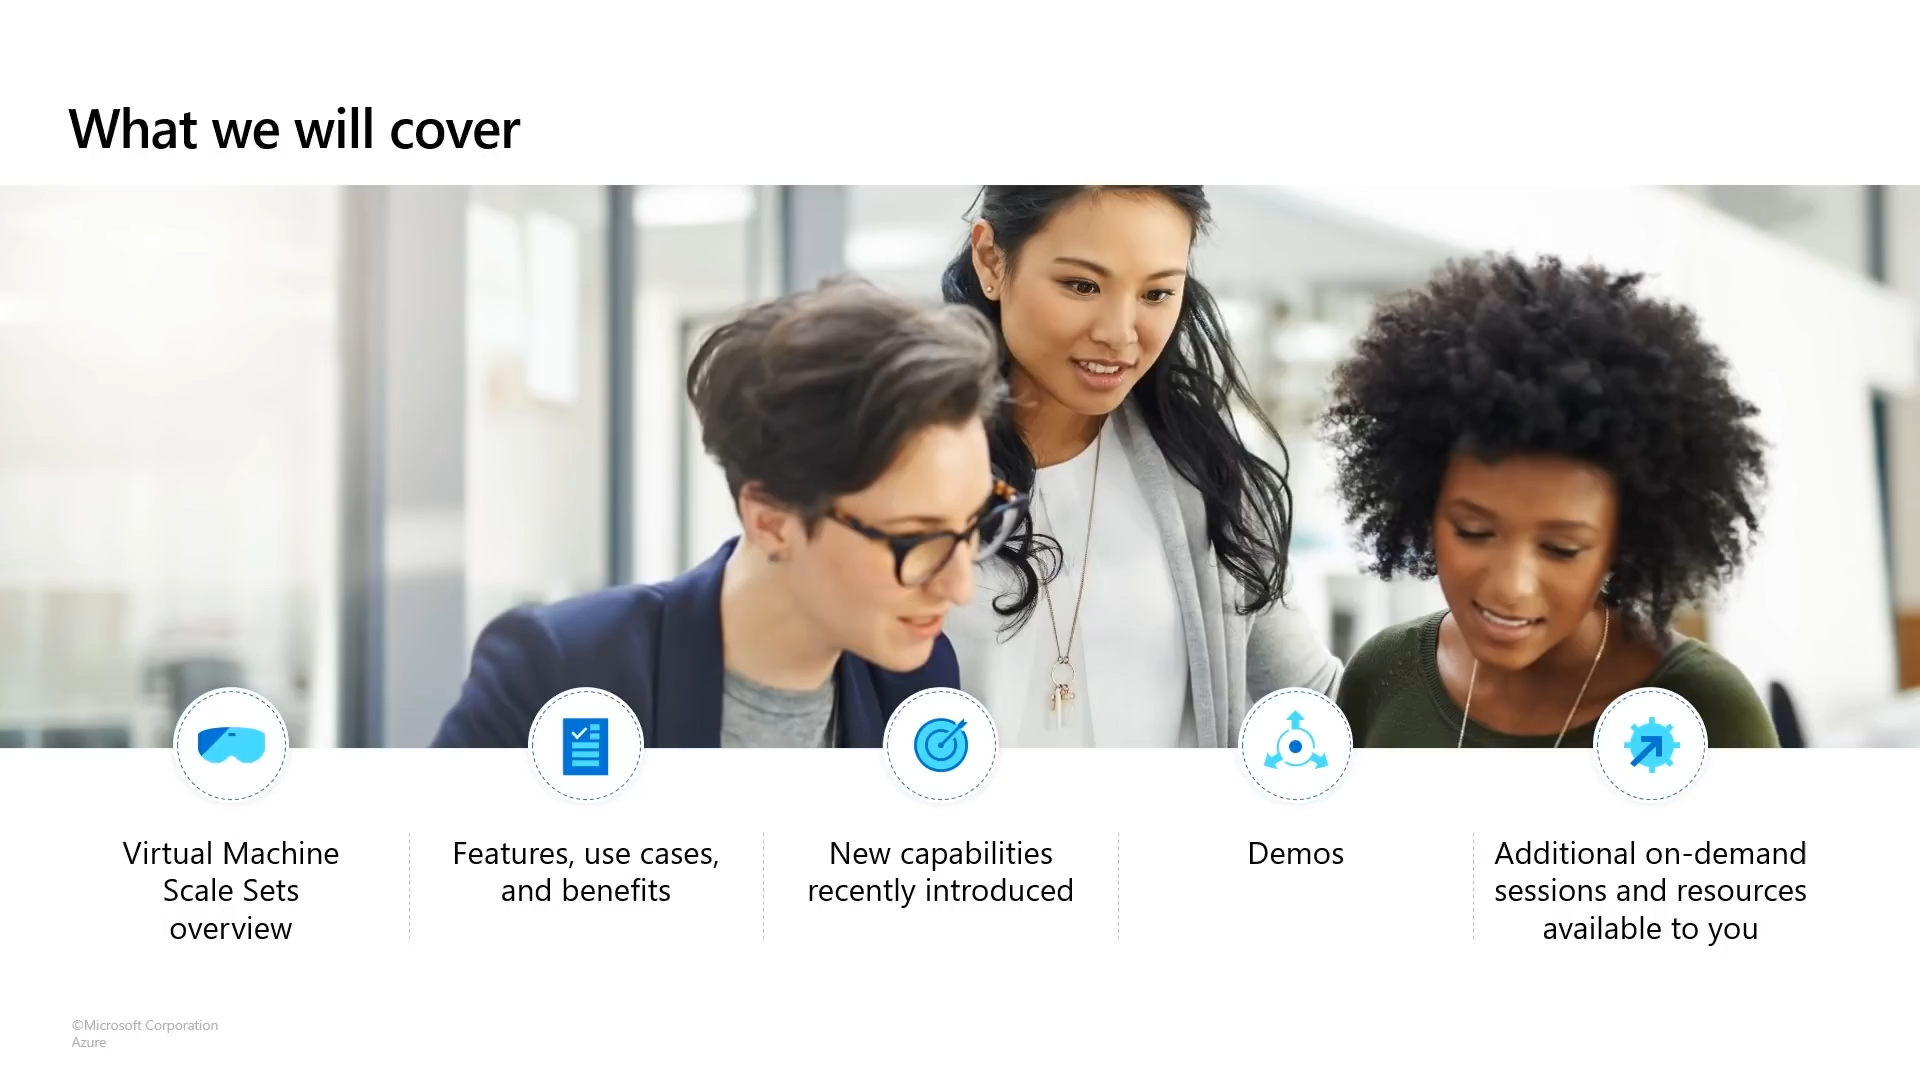 What we will cover
Virtual Machine
Scale Sets
overview
Features, use cases,
and benefits
New capabilities
recently introduced
Demos
Additional on-demand
sessions and resources
available to you
©Microsoft Corporation
Azure